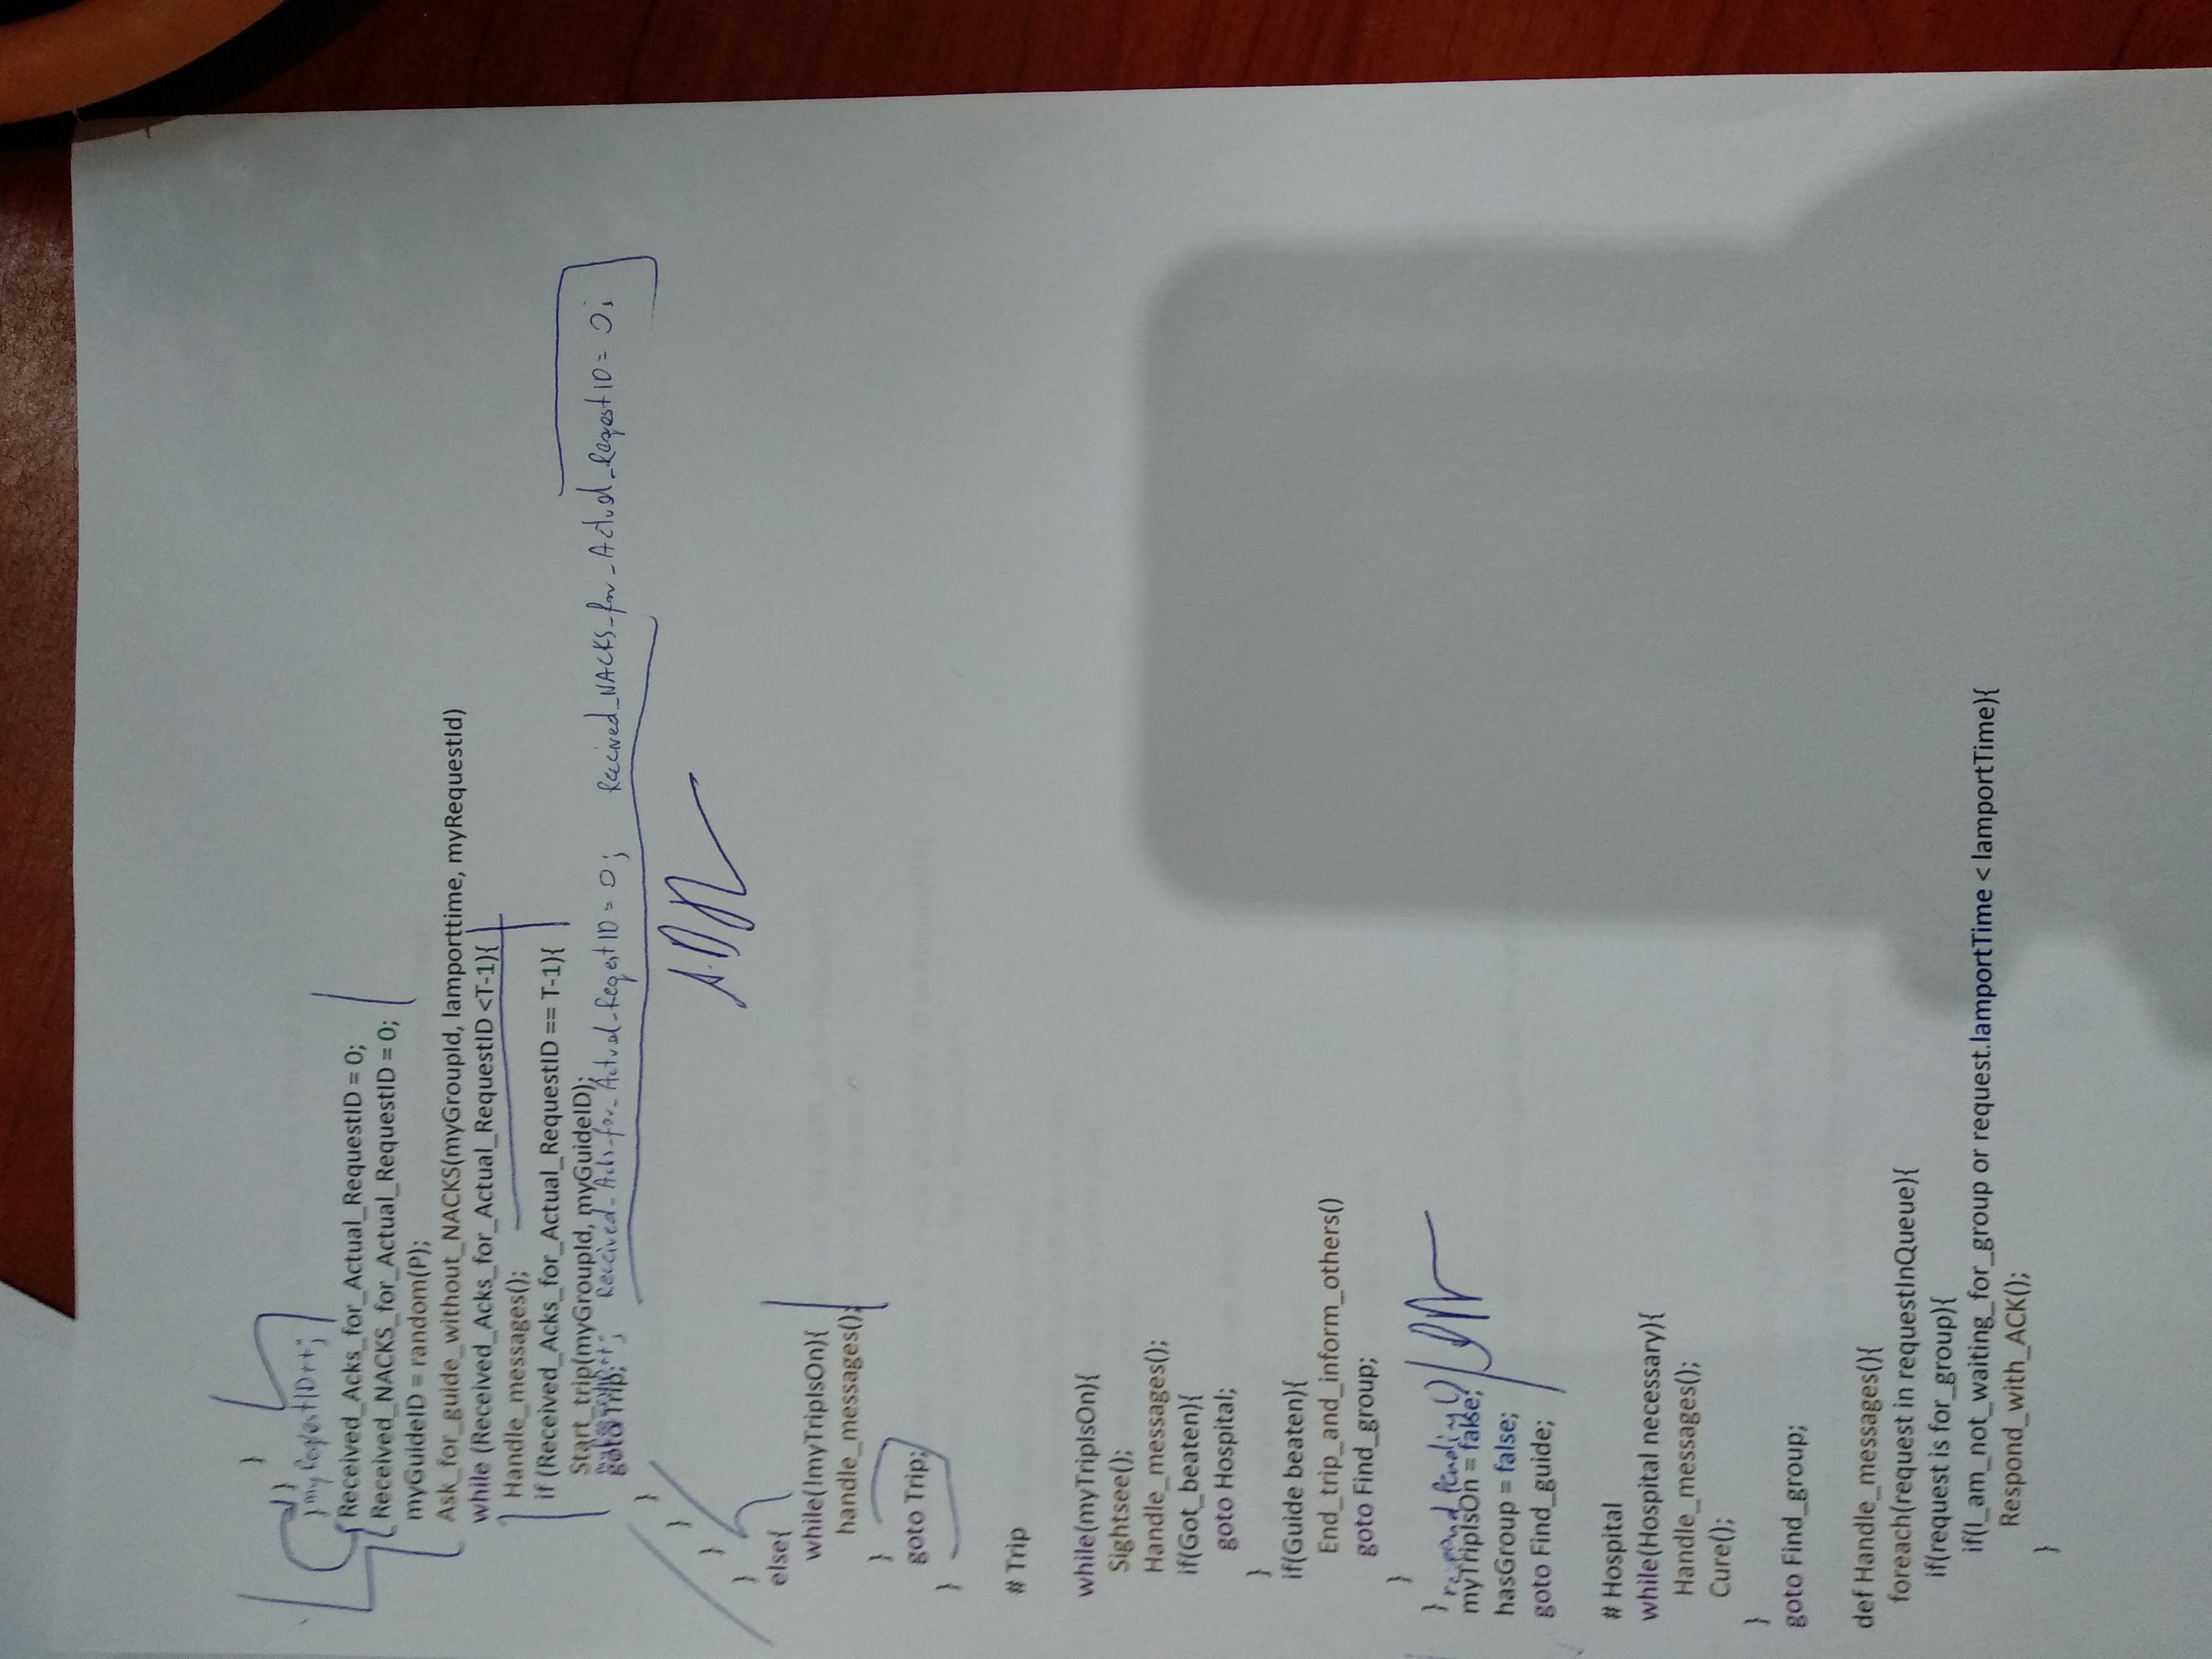 }
}}
}myRequestID++;
Received_Acks_for_Actual_RequestID = 0;
Received_NACKS_for_Actual_RequestID = 0;
myGuideID = random(P);
Ask_for_guide_without_NACKS(myGroupId, lamporttime, myRequestId)
while (Received_Acks_for_Actual_RequestID <T-1){
Handle_messages();
if (Received_Acks_for_Actual_RequestID == T-1){
Start_trip(myGroupId, myGuideID);
goto Trip; Received_Acks_for_Actual_ReqestID = 0; Recived_NACKS_for_Actual_ReqestID = 0;
}
}
}
}
else{
while(!myTripIsOn){
handle_messages();
}
goto Trip;
}
# Trip
while(myTripIsOn){
Sightsee();
Handle_messages();
if(Got_beaten){
goto Hospital;
}
if(Guide beaten){
End_trip_and_inform_others()
goto Find_group;
}
}
respond_Pending()
myTripIsOn = false;
hasGroup = false;
goto Find_guide;
# Hospital
while(Hospital necessary){
Handle_messages();
Cure();
}
goto Find_group;
def Handle_messages(){
foreach(request in requestInQueue){
if(request is for_group){
if(I_am_not_waiting_for_group or request.lamportTime < lamportTime){
Respond_with_ACK();
}